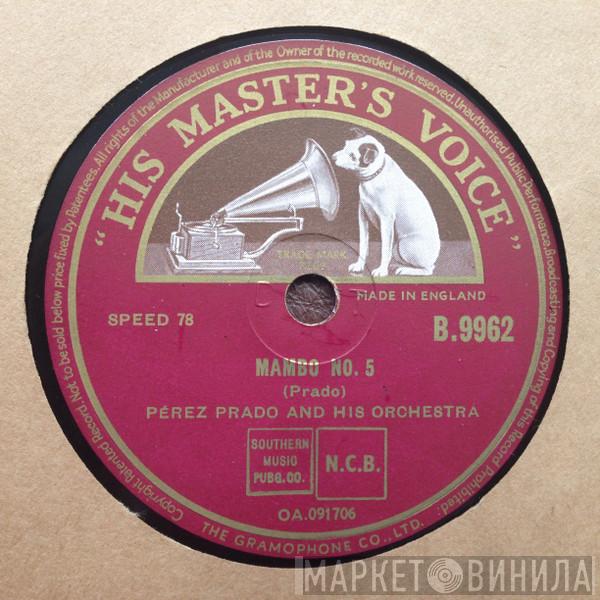 "HIS MASTER'S VOICE"
All rights of the Manufacturer and of the Owner of the recorded work reserved. Unauthorised Public Performance, Broadcasting and Copying of this Record Prohibited:
Copyright. Patented Record. Not to be sold below price fixed by Patentees.
TRADE MARK
MADE IN ENGLAND
SPEED 78
B.9962
MAMBO NO. 5
(Prado)
PÉREZ PRADO AND HIS ORCHESTRA
SOUTHERN
MUSIC
PUBG.CO.
N.C.B.
OA.091706
THE GRAMOPHONE CO., LTD.
МАРКЕТ ВИНИЛА